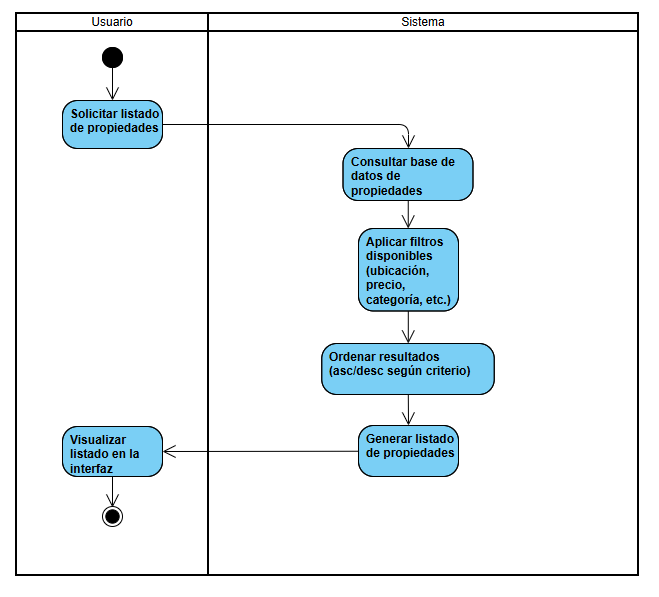 Usuario
Sistema
Solicitar listado
de propiedades
Consultar base de
datos de
propiedades
Aplicar filtros
disponibles
(ubicación,
precio,
categoría, etc.)
Ordenar resultados
(asc/desc según criterio)
Generar listado
de propiedades
Visualizar
listado en la
interfaz